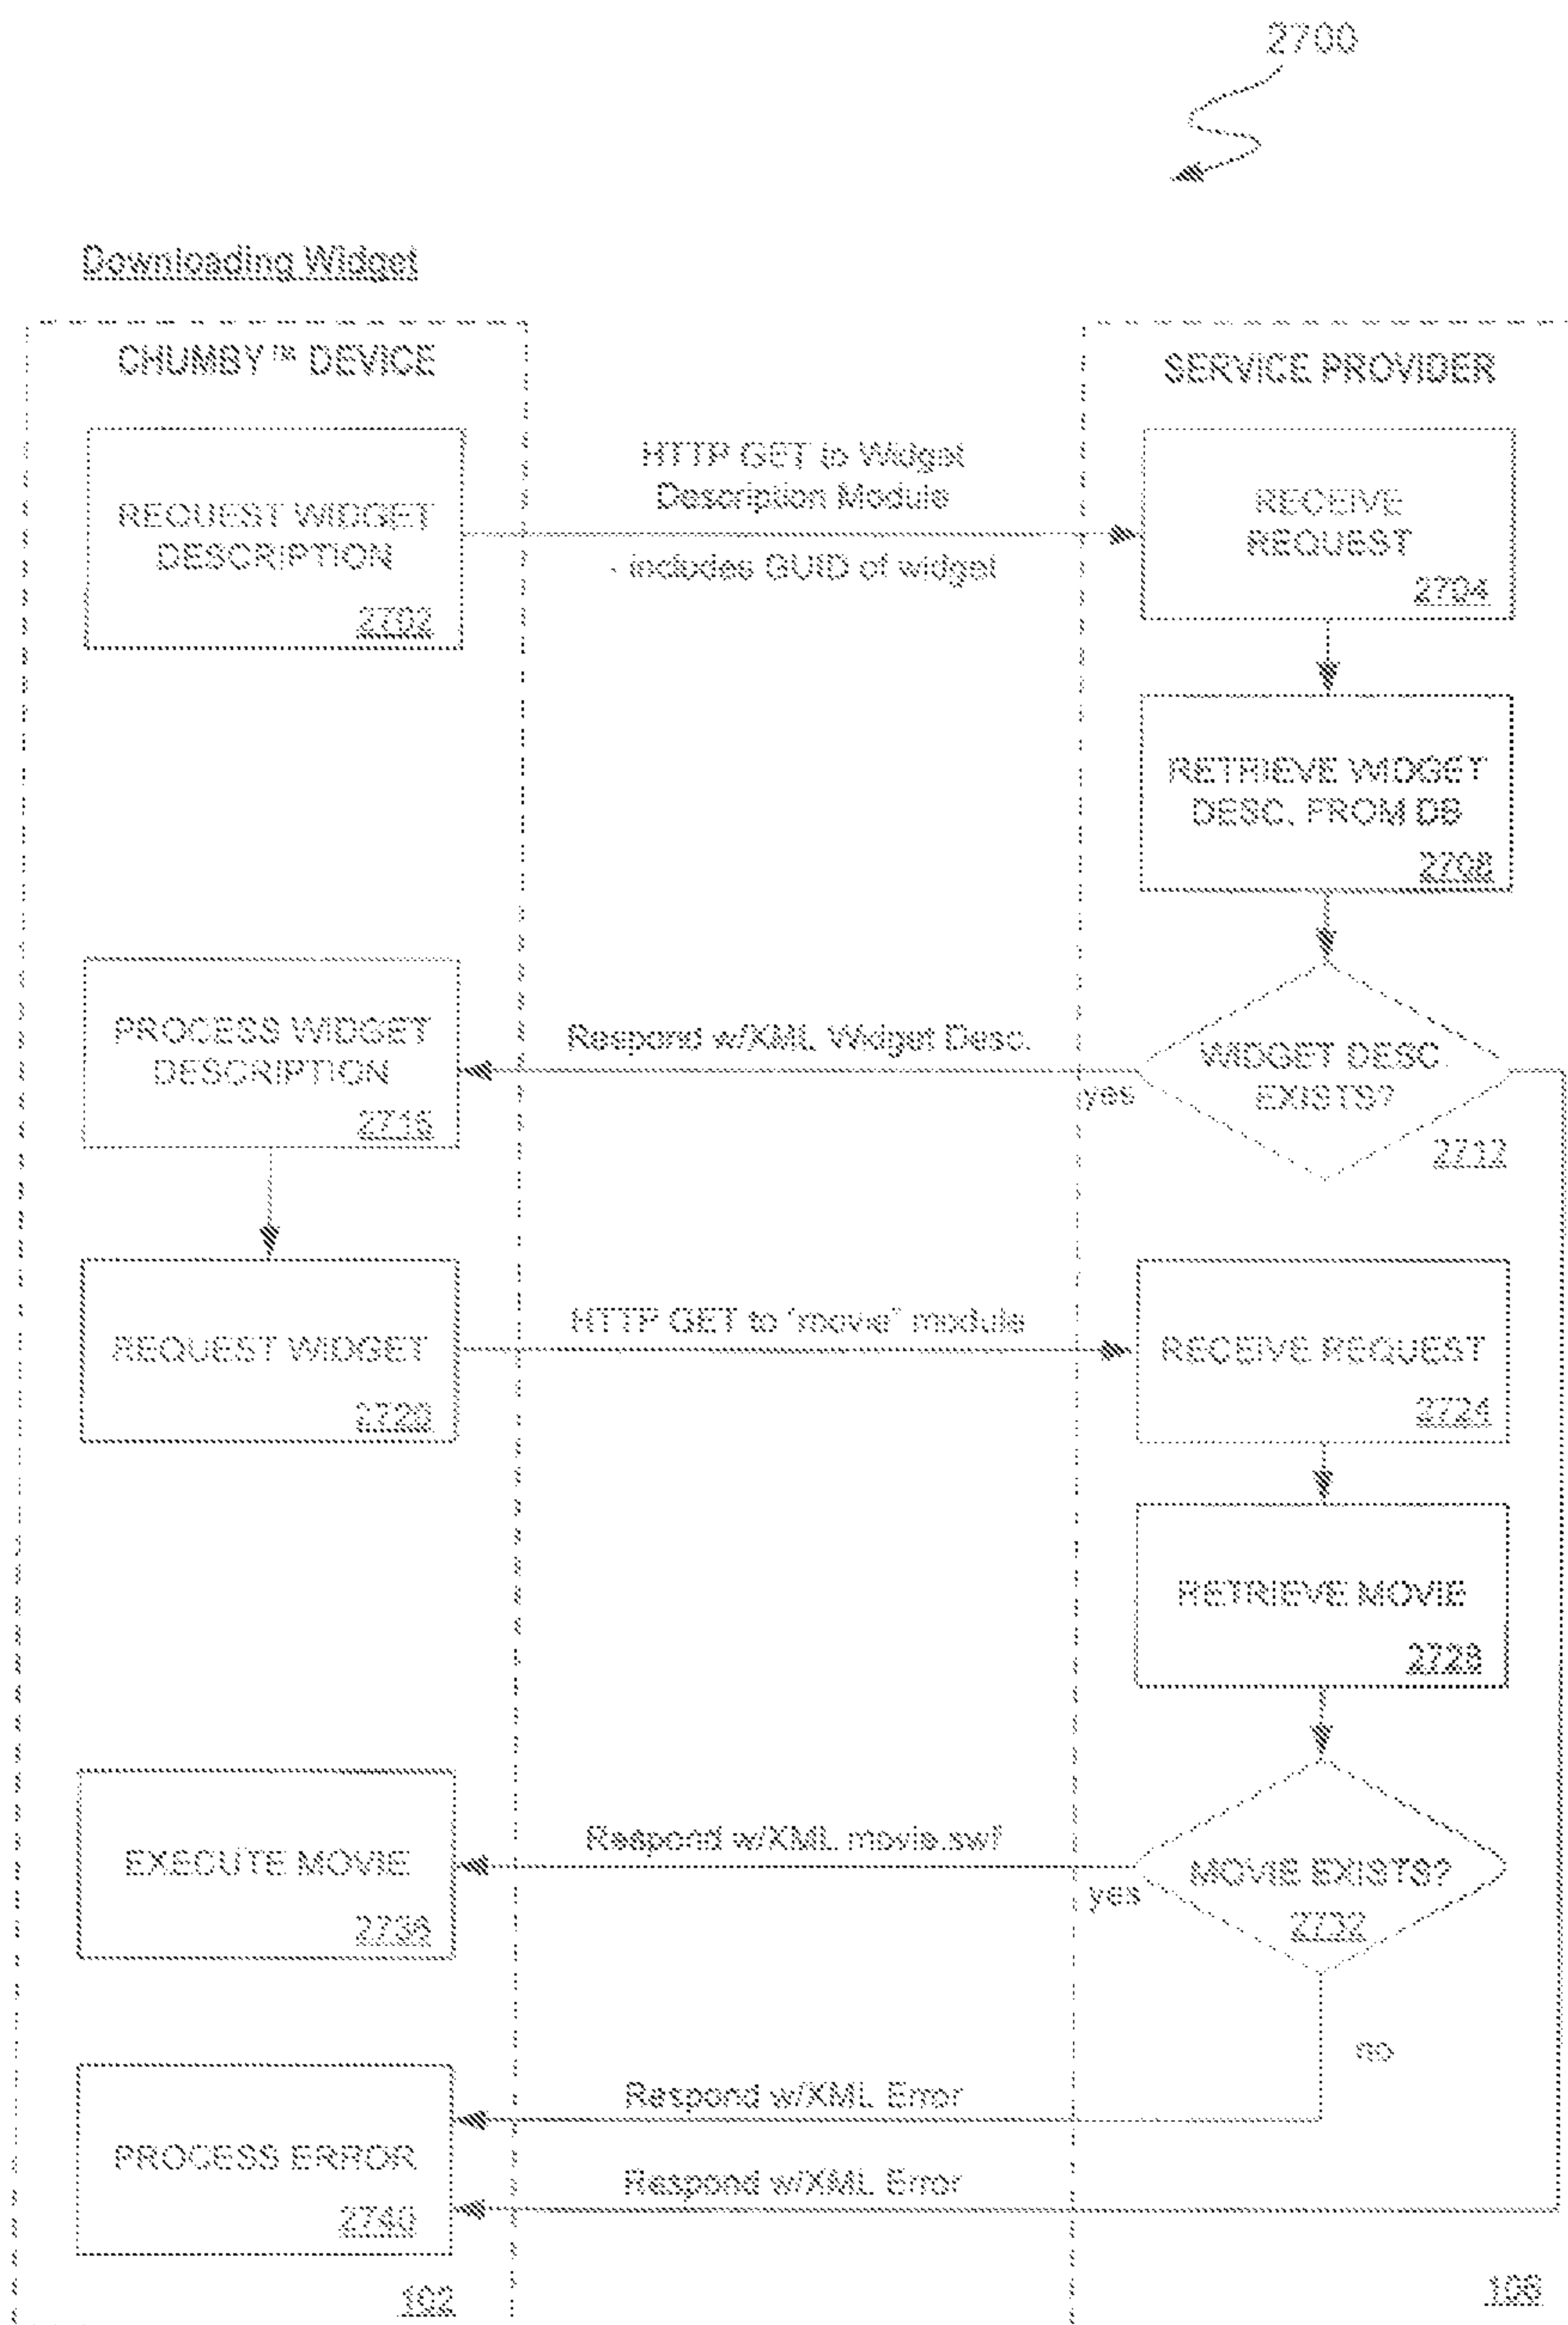 2700
Downloading Widget
CHUMBY™ DEVICE
SERVICE PROVIDER
REQUEST WIDGET
DESCRIPTION
2702
HTTP GET to Widget
Description Module
- includes GUID of widget
RECEIVE
REQUEST
2704
RETRIEVE WIDGET
DESC. FROM DB
2708
PROCESS WIDGET
DESCRIPTION
2716
Respond w/XML Widget Desc.
yes
WIDGET DESC.
EXISTS?
2712
REQUEST WIDGET
2720
HTTP GET to 'movie' module
RECEIVE REQUEST
2724
RETRIEVE MOVIE
2728
EXECUTE MOVIE
2736
Respond w/XML movie.swf
yes
MOVIE EXISTS?
2732
no
Respond w/XML Error
PROCESS ERROR
2740
Respond w/XML Error
102
106